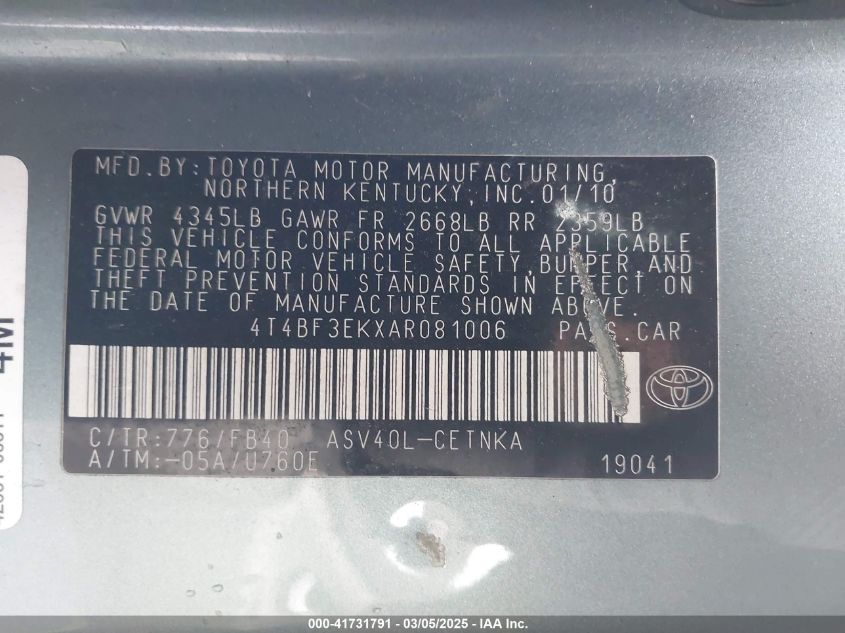 MFD.BY:TOYOTA MOTOR MANUFACTURING,
NORTHERN KENTUCKY,INC.01/10
GVWR 4345LB GAWR FR 2668LB RR 2359LB
THIS VEHICLE CONFORMS TO ALL APPLICABLE
FEDERAL MOTOR VEHICLE SAFETY,BUMPER,AND
THEFT PREVENTION STANDARDS IN EFFECT ON
THE DATE OF MANUFACTURE SHOWN ABOVE.
4T4BF3EKXAR081006 PASS.CAR
C/TR:776/FB40 ASV40L-CETNKA
A/TM:-05A/U760E 19041
4M
000-41731791 - 03/05/2025 - IAA Inc.